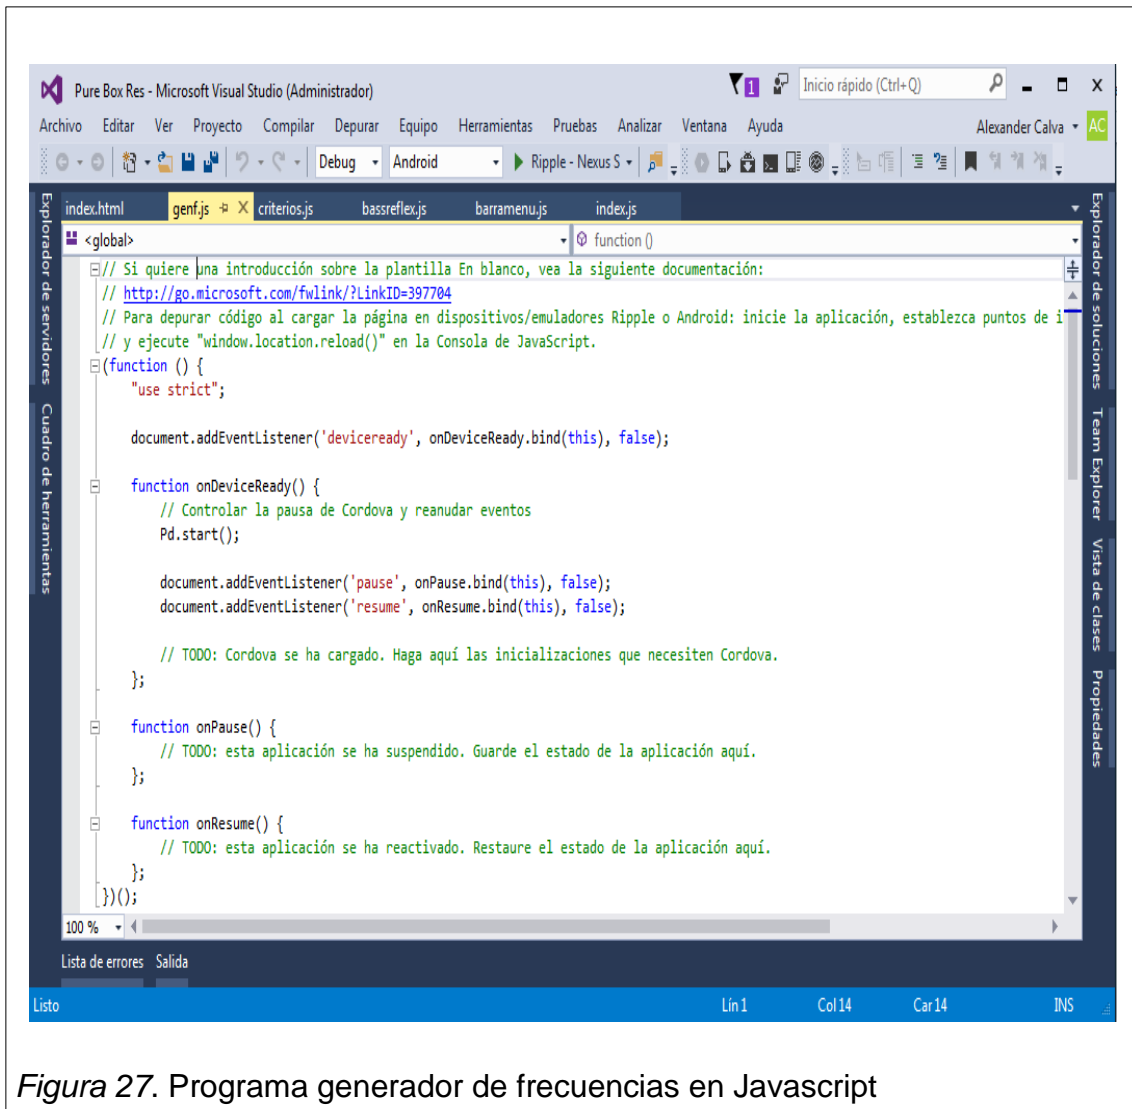 Pure Box Res - Microsoft Visual Studio (Administrador)
1
Inicio rápido (Ctrl+Q)
Archivo Editar Ver Proyecto Compilar Depurar Equipo Herramientas Pruebas Analizar Ventana Ayuda
Alexander Calva AC
Debug Android Ripple - Nexus S
index.html genf.js criterios.js bassreflex.js barramenu.js index.js
<global> function ()
// Si quiere una introducción sobre la plantilla En blanco, vea la siguiente documentación:
// http://go.microsoft.com/fwlink/?LinkID=397704
// Para depurar código al cargar la página en dispositivos/emuladores Ripple o Android: inicie la aplicación, establezca puntos de i
// y ejecute "window.location.reload()" en la Consola de JavaScript.
(function () {
"use strict";
document.addEventListener('deviceready', onDeviceReady.bind(this), false);
function onDeviceReady() {
// Controlar la pausa de Cordova y reanudar eventos
Pd.start();
document.addEventListener('pause', onPause.bind(this), false);
document.addEventListener('resume', onResume.bind(this), false);
// TODO: Cordova se ha cargado. Haga aquí las inicializaciones que necesiten Cordova.
};
function onPause() {
// TODO: esta aplicación se ha suspendido. Guarde el estado de la aplicación aquí.
};
function onResume() {
// TODO: esta aplicación se ha reactivado. Restaure el estado de la aplicación aquí.
};
})();
100 %
Explorador de servidores
Cuadro de herramientas
Explorador de soluciones
Team Explorer
Vista de clases
Propiedades
Lista de errores Salida
Listo Lín 1 Col 14 Car 14 INS
Figura 27. Programa generador de frecuencias en Javascript